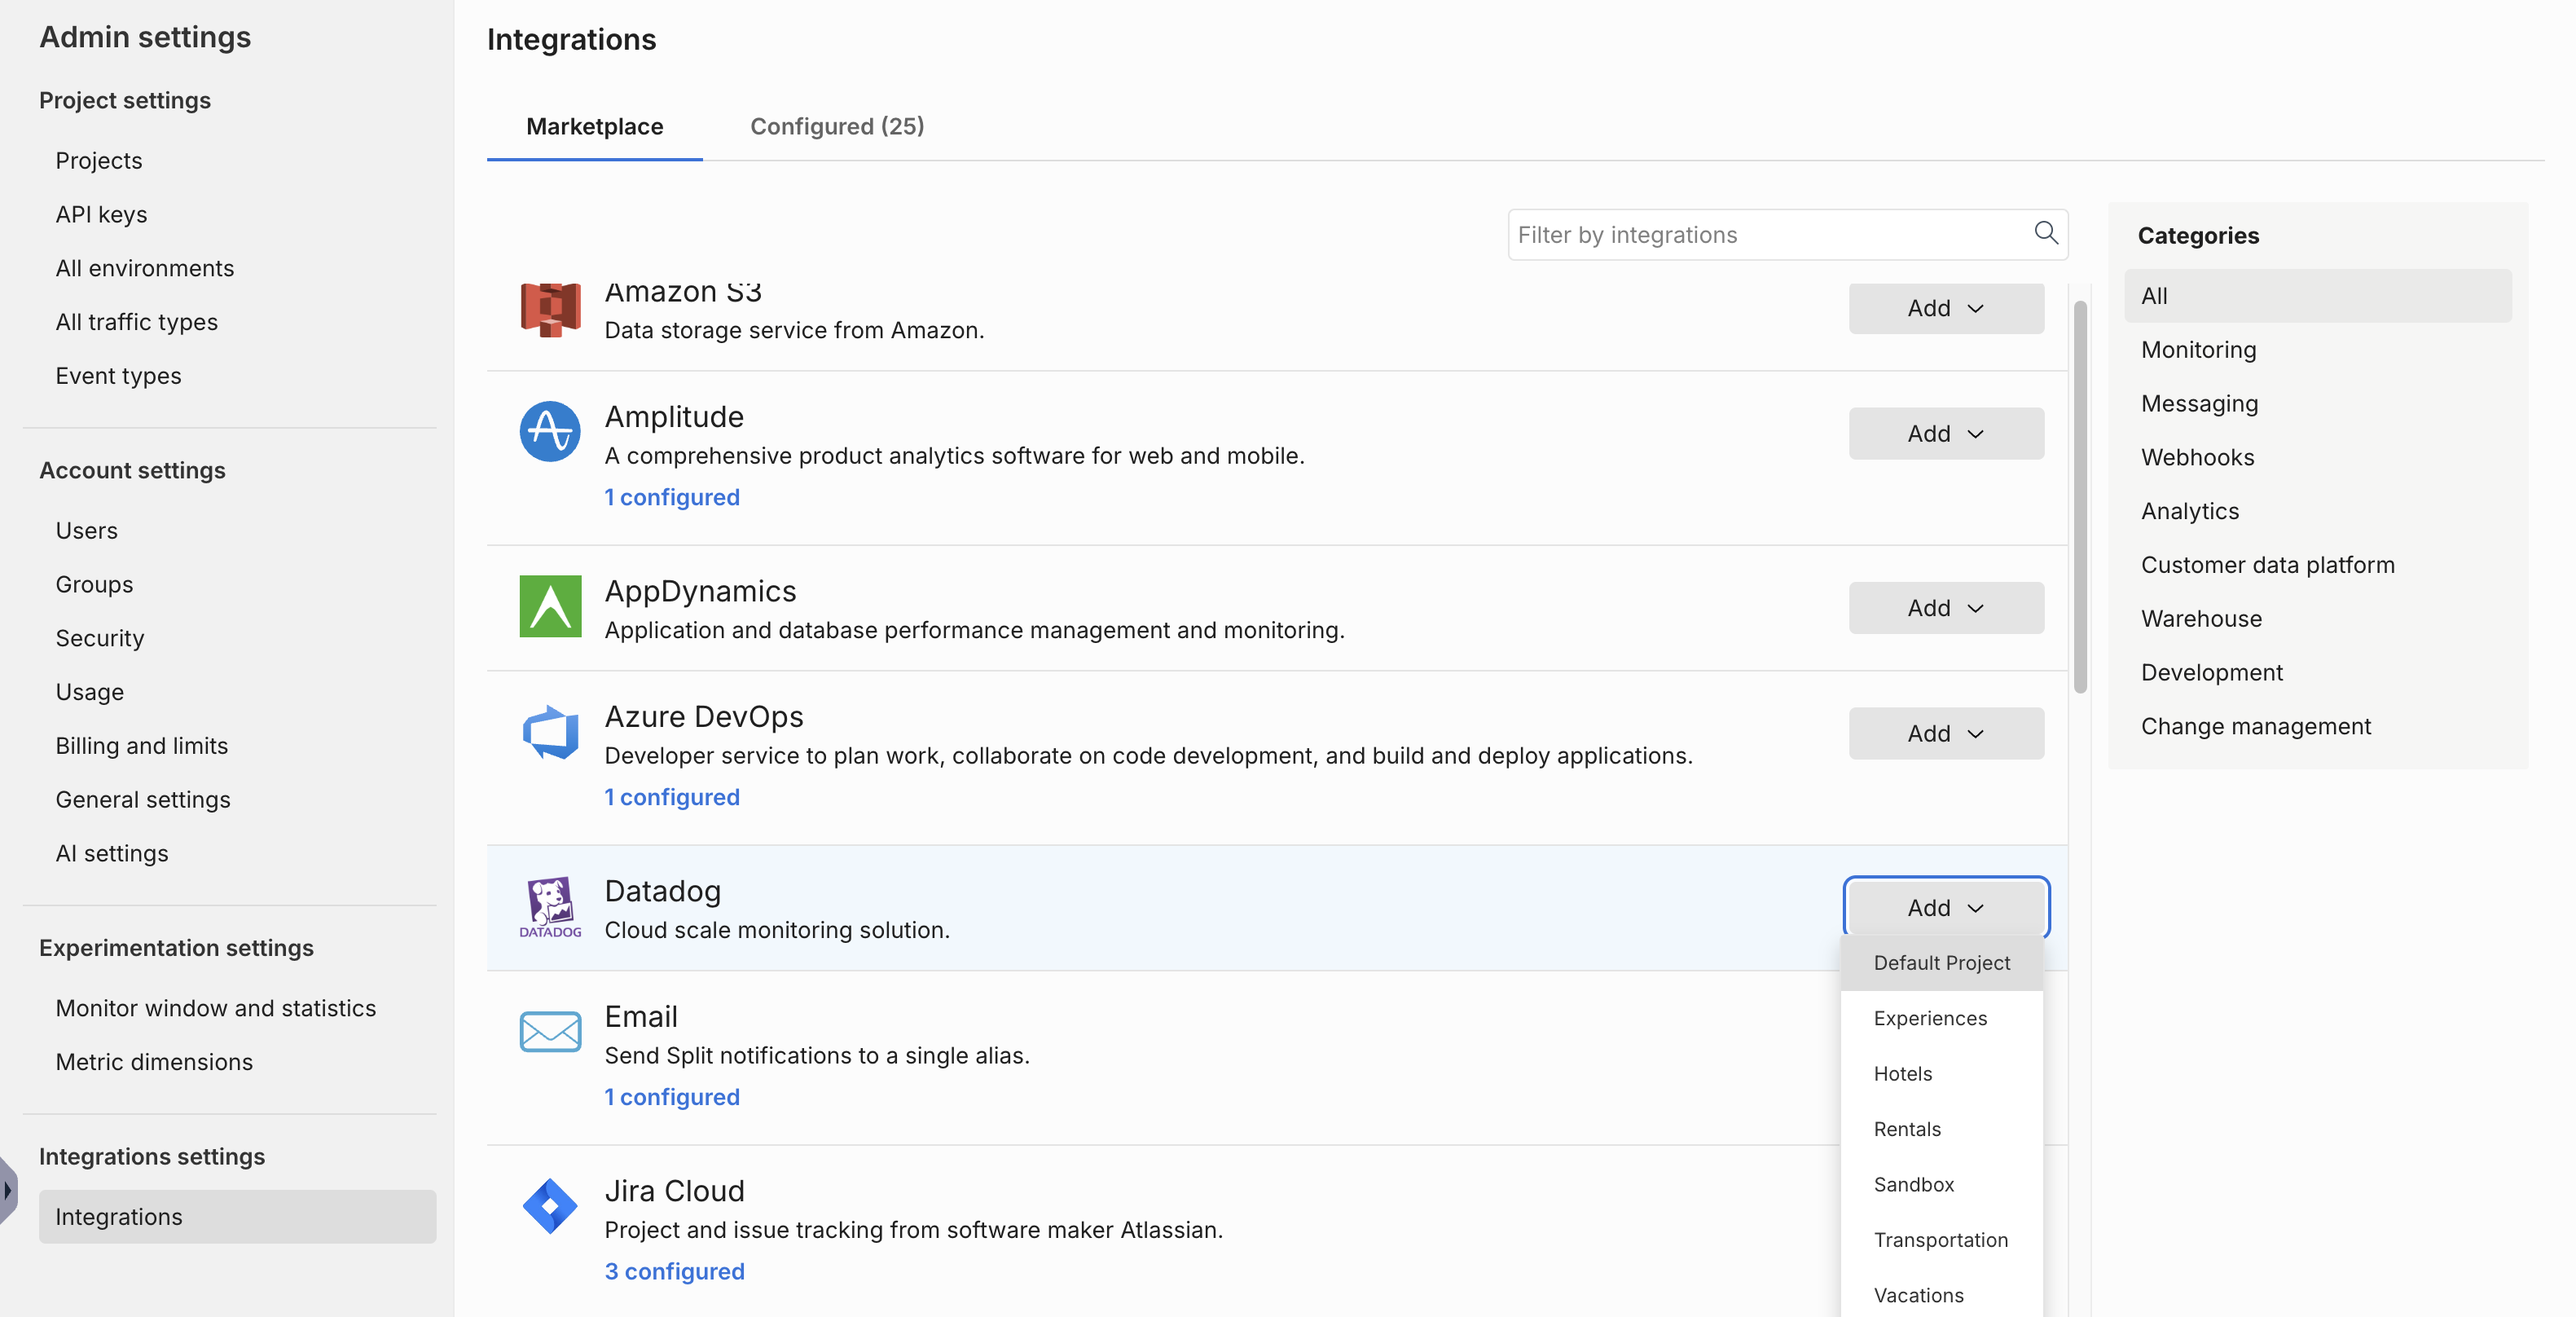 Admin settings
Project settings
Projects
API keys
All environments
All traffic types
Event types
Account settings
Users
Groups
Security
Usage
Billing and limits
General settings
AI settings
Experimentation settings
Monitor window and statistics
Metric dimensions
Integrations settings
Integrations
Integrations
Marketplace
Configured (25)
Filter by integrations
Amazon S3
Data storage service from Amazon.
Add
Amplitude
A comprehensive product analytics software for web and mobile.
1 configured
Add
AppDynamics
Application and database performance management and monitoring.
Add
Azure DevOps
Developer service to plan work, collaborate on code development, and build and deploy applications.
1 configured
Add
DATADOG
Datadog
Cloud scale monitoring solution.
Add
Default Project
Experiences
Hotels
Rentals
Sandbox
Transportation
Vacations
Email
Send Split notifications to a single alias.
1 configured
Jira Cloud
Project and issue tracking from software maker Atlassian.
3 configured
Categories
All
Monitoring
Messaging
Webhooks
Analytics
Customer data platform
Warehouse
Development
Change management